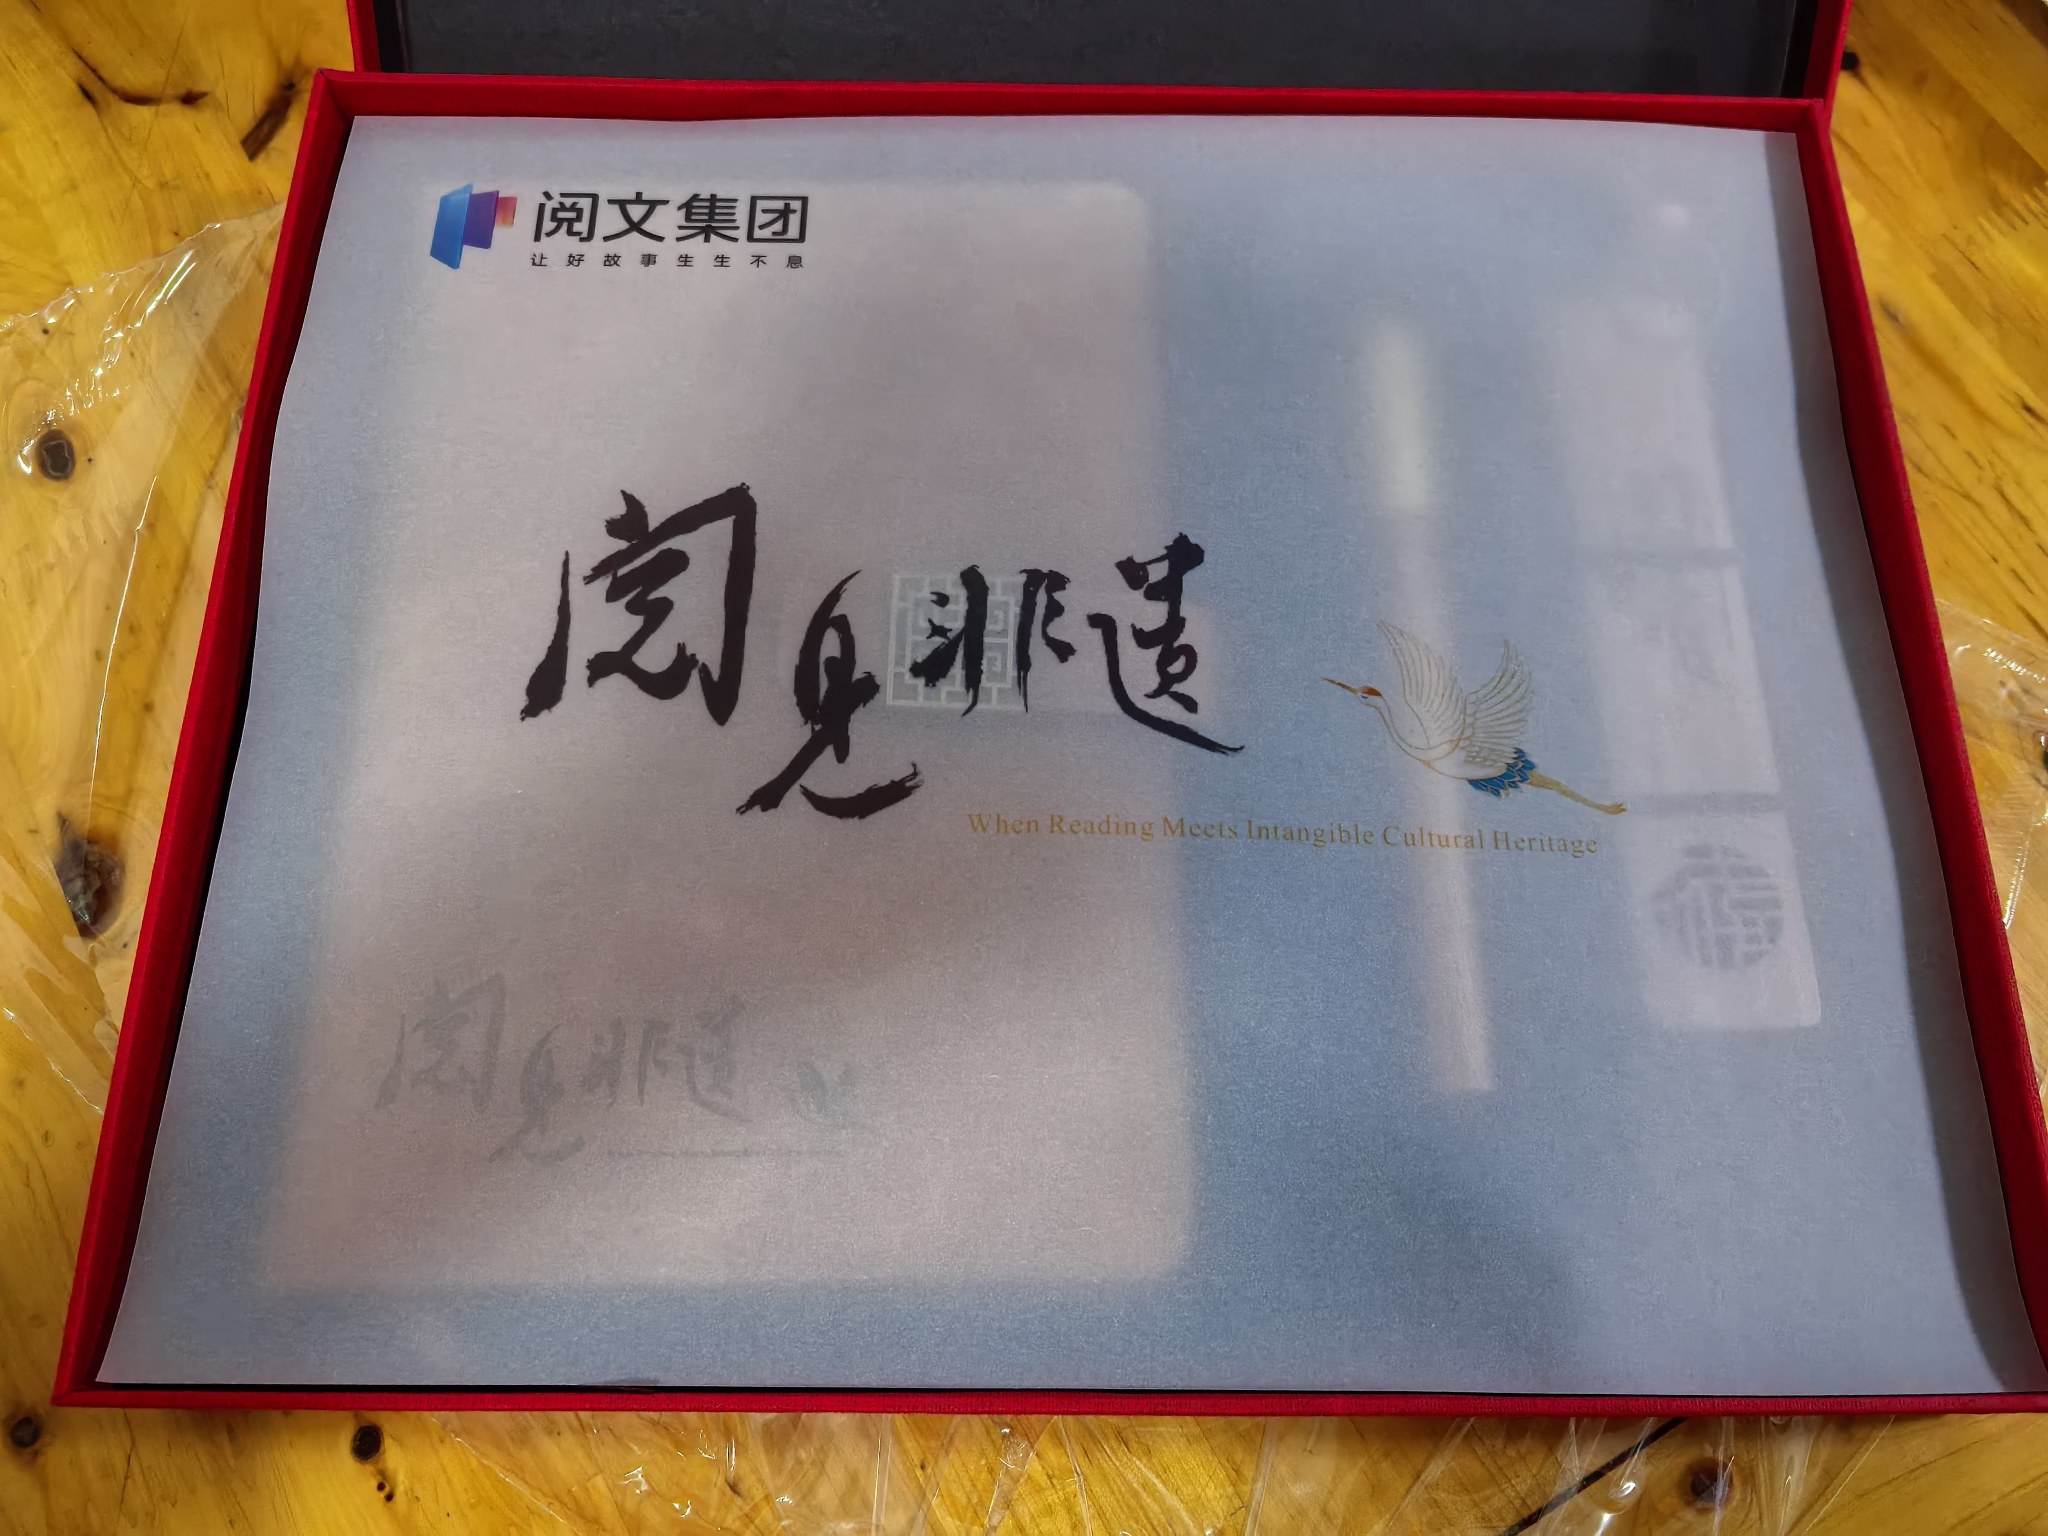 阅文集团
让好故事生生不息
阅见非遗
When Reading Meets Intangible Cultural Heritage
福
阅见非遗